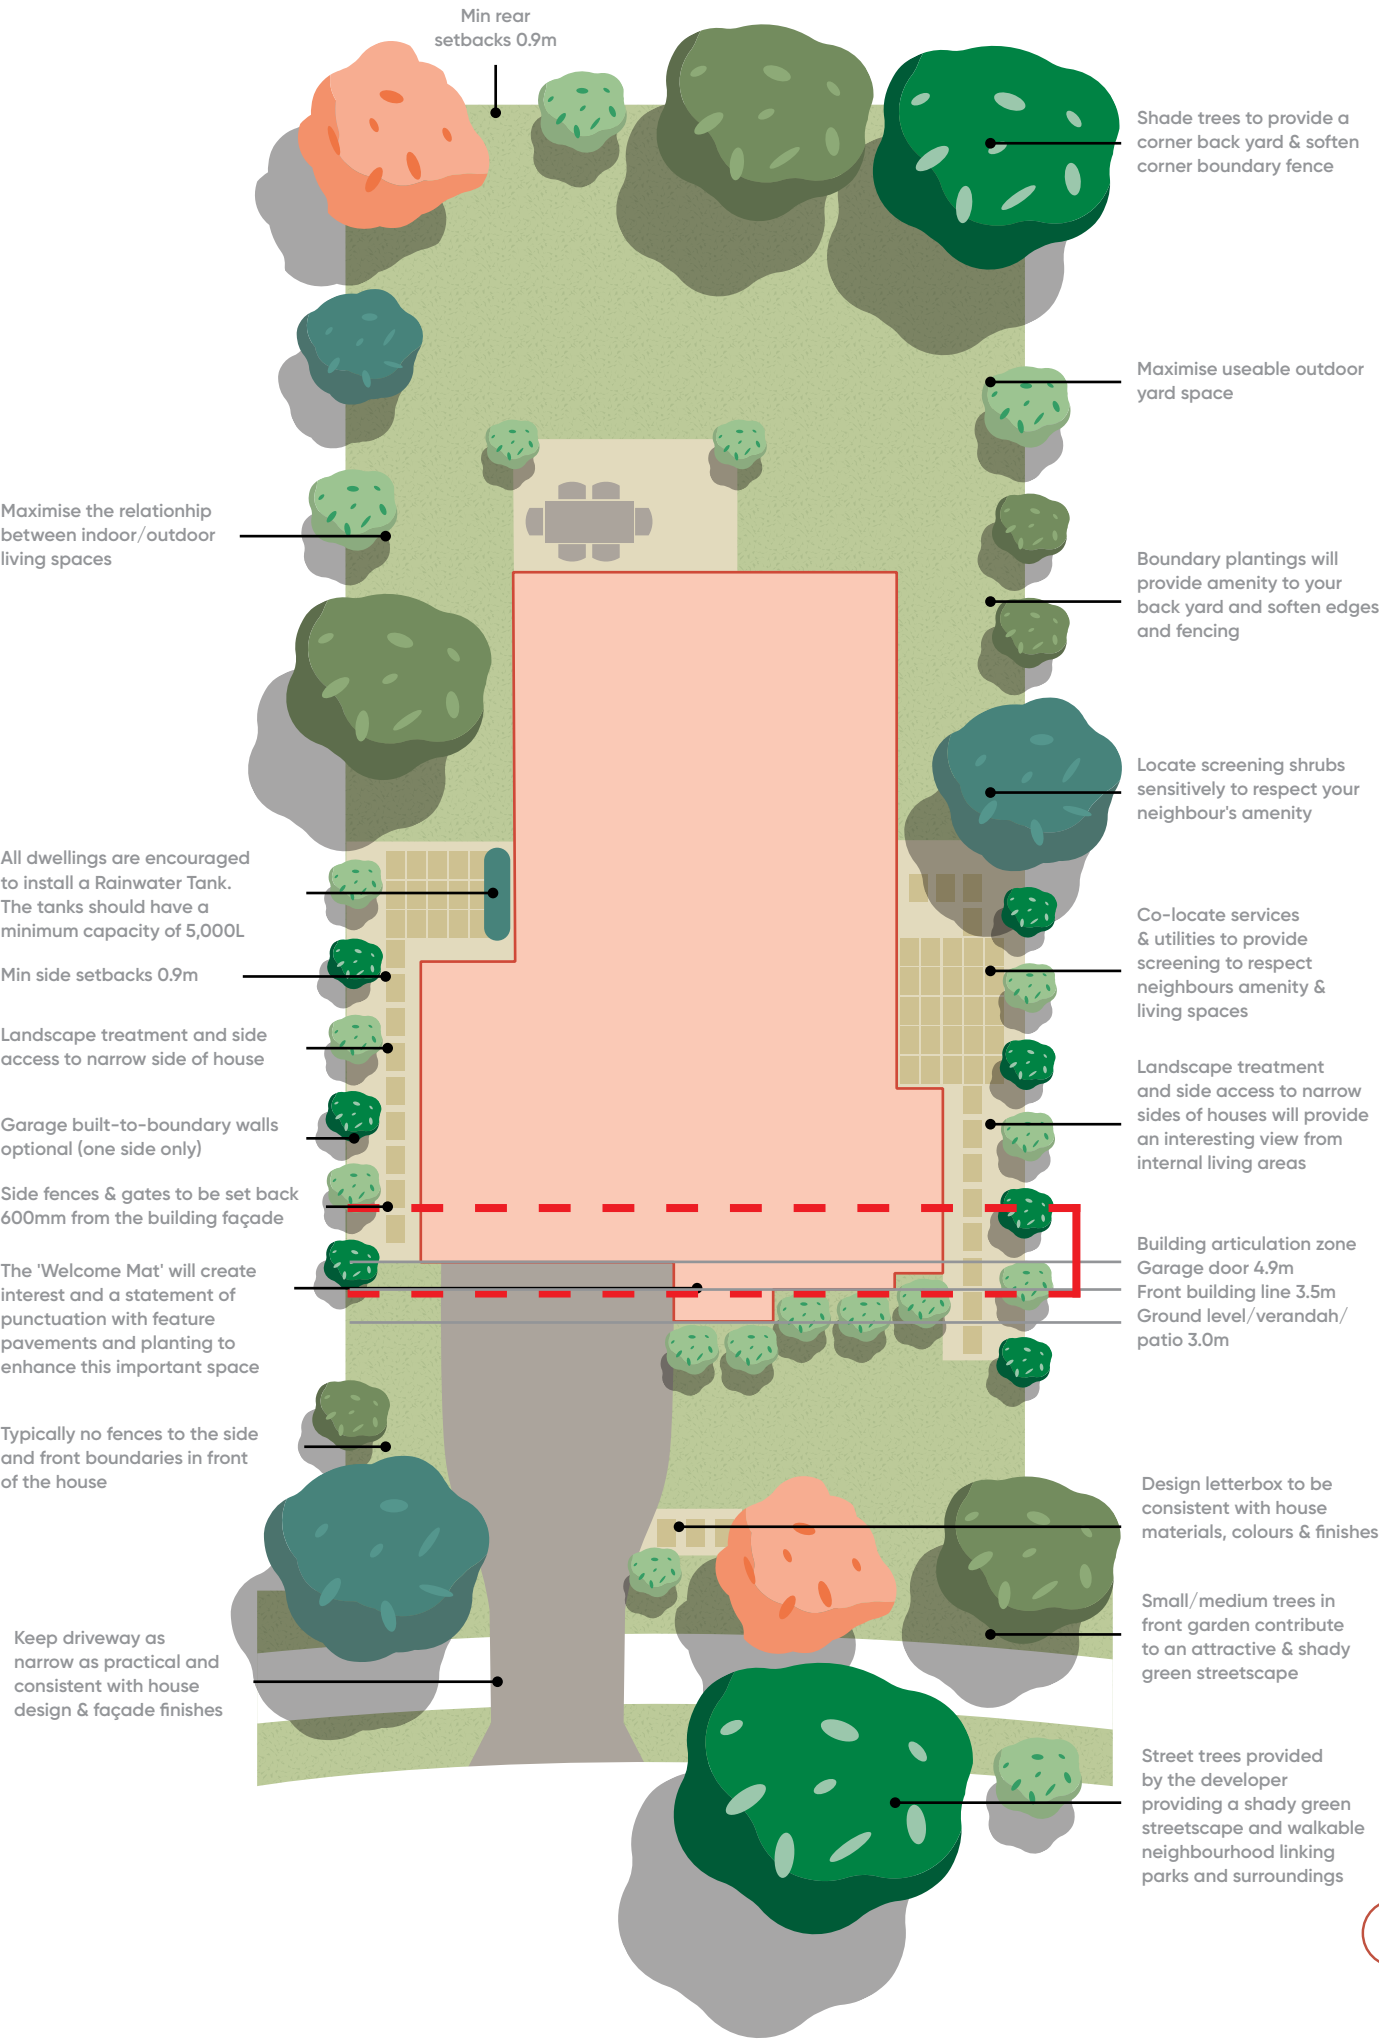 Min rear
setbacks 0.9m
Shade trees to provide a
corner back yard & soften
corner boundary fence
Maximise useable outdoor
yard space
Maximise the relationhip
between indoor/outdoor
living spaces
Boundary plantings will
provide amenity to your
back yard and soften edges
and fencing
Locate screening shrubs
sensitively to respect your
neighbour's amenity
All dwellings are encouraged
to install a Rainwater Tank.
The tanks should have a
minimum capacity of 5,000L
Co-locate services
& utilities to provide
screening to respect
neighbours amenity &
living spaces
Min side setbacks 0.9m
Landscape treatment and side
access to narrow side of house
Landscape treatment
and side access to narrow
sides of houses will provide
an interesting view from
internal living areas
Garage built-to-boundary walls
optional (one side only)
Side fences & gates to be set back
600mm from the building façade
Building articulation zone
Garage door 4.9m
Front building line 3.5m
Ground level/verandah/
patio 3.0m
The 'Welcome Mat' will create
interest and a statement of
punctuation with feature
pavements and planting to
enhance this important space
Typically no fences to the side
and front boundaries in front
of the house
Design letterbox to be
consistent with house
materials, colours & finishes
Small/medium trees in
front garden contribute
to an attractive & shady
green streetscape
Keep driveway as
narrow as practical and
consistent with house
design & façade finishes
Street trees provided
by the developer
providing a shady green
streetscape and walkable
neighbourhood linking
parks and surroundings